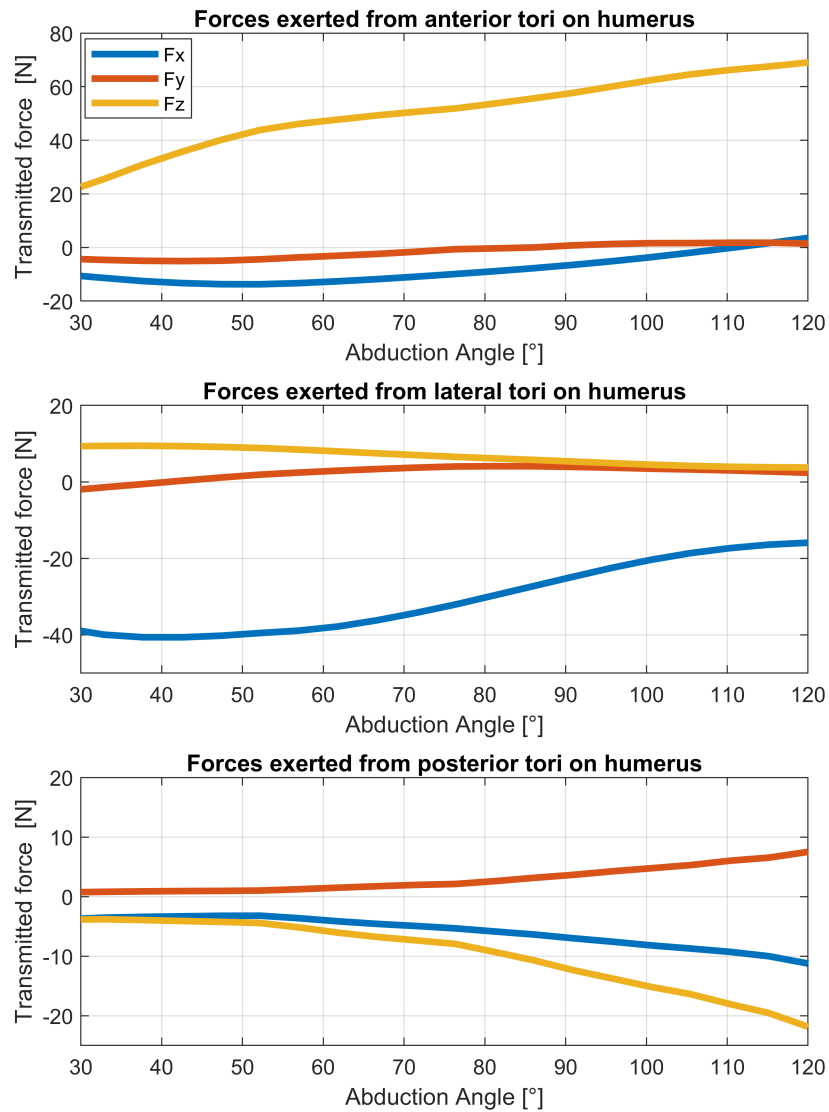 Forces exerted from anterior tori on humerus
Transmitted force [N]
80
60
40
20
0
-20
Fx
Fy
Fz
30 40 50 60 70 80 90 100 110 120
Abduction Angle [°]
Forces exerted from lateral tori on humerus
Transmitted force [N]
20
0
-20
-40
30 40 50 60 70 80 90 100 110 120
Abduction Angle [°]
Forces exerted from posterior tori on humerus
Transmitted force [N]
20
10
0
-10
-20
30 40 50 60 70 80 90 100 110 120
Abduction Angle [°]